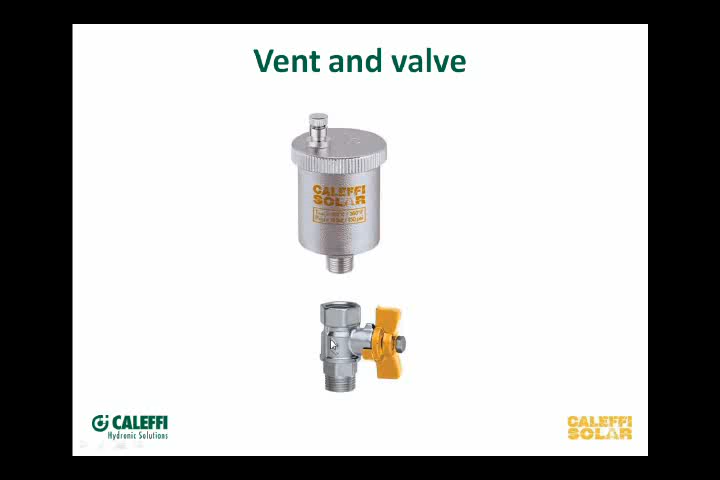 Vent and valve
CALEFFI
SOLAR
CALEFFI
Hydronic Solutions
CALEFFI
SOLAR